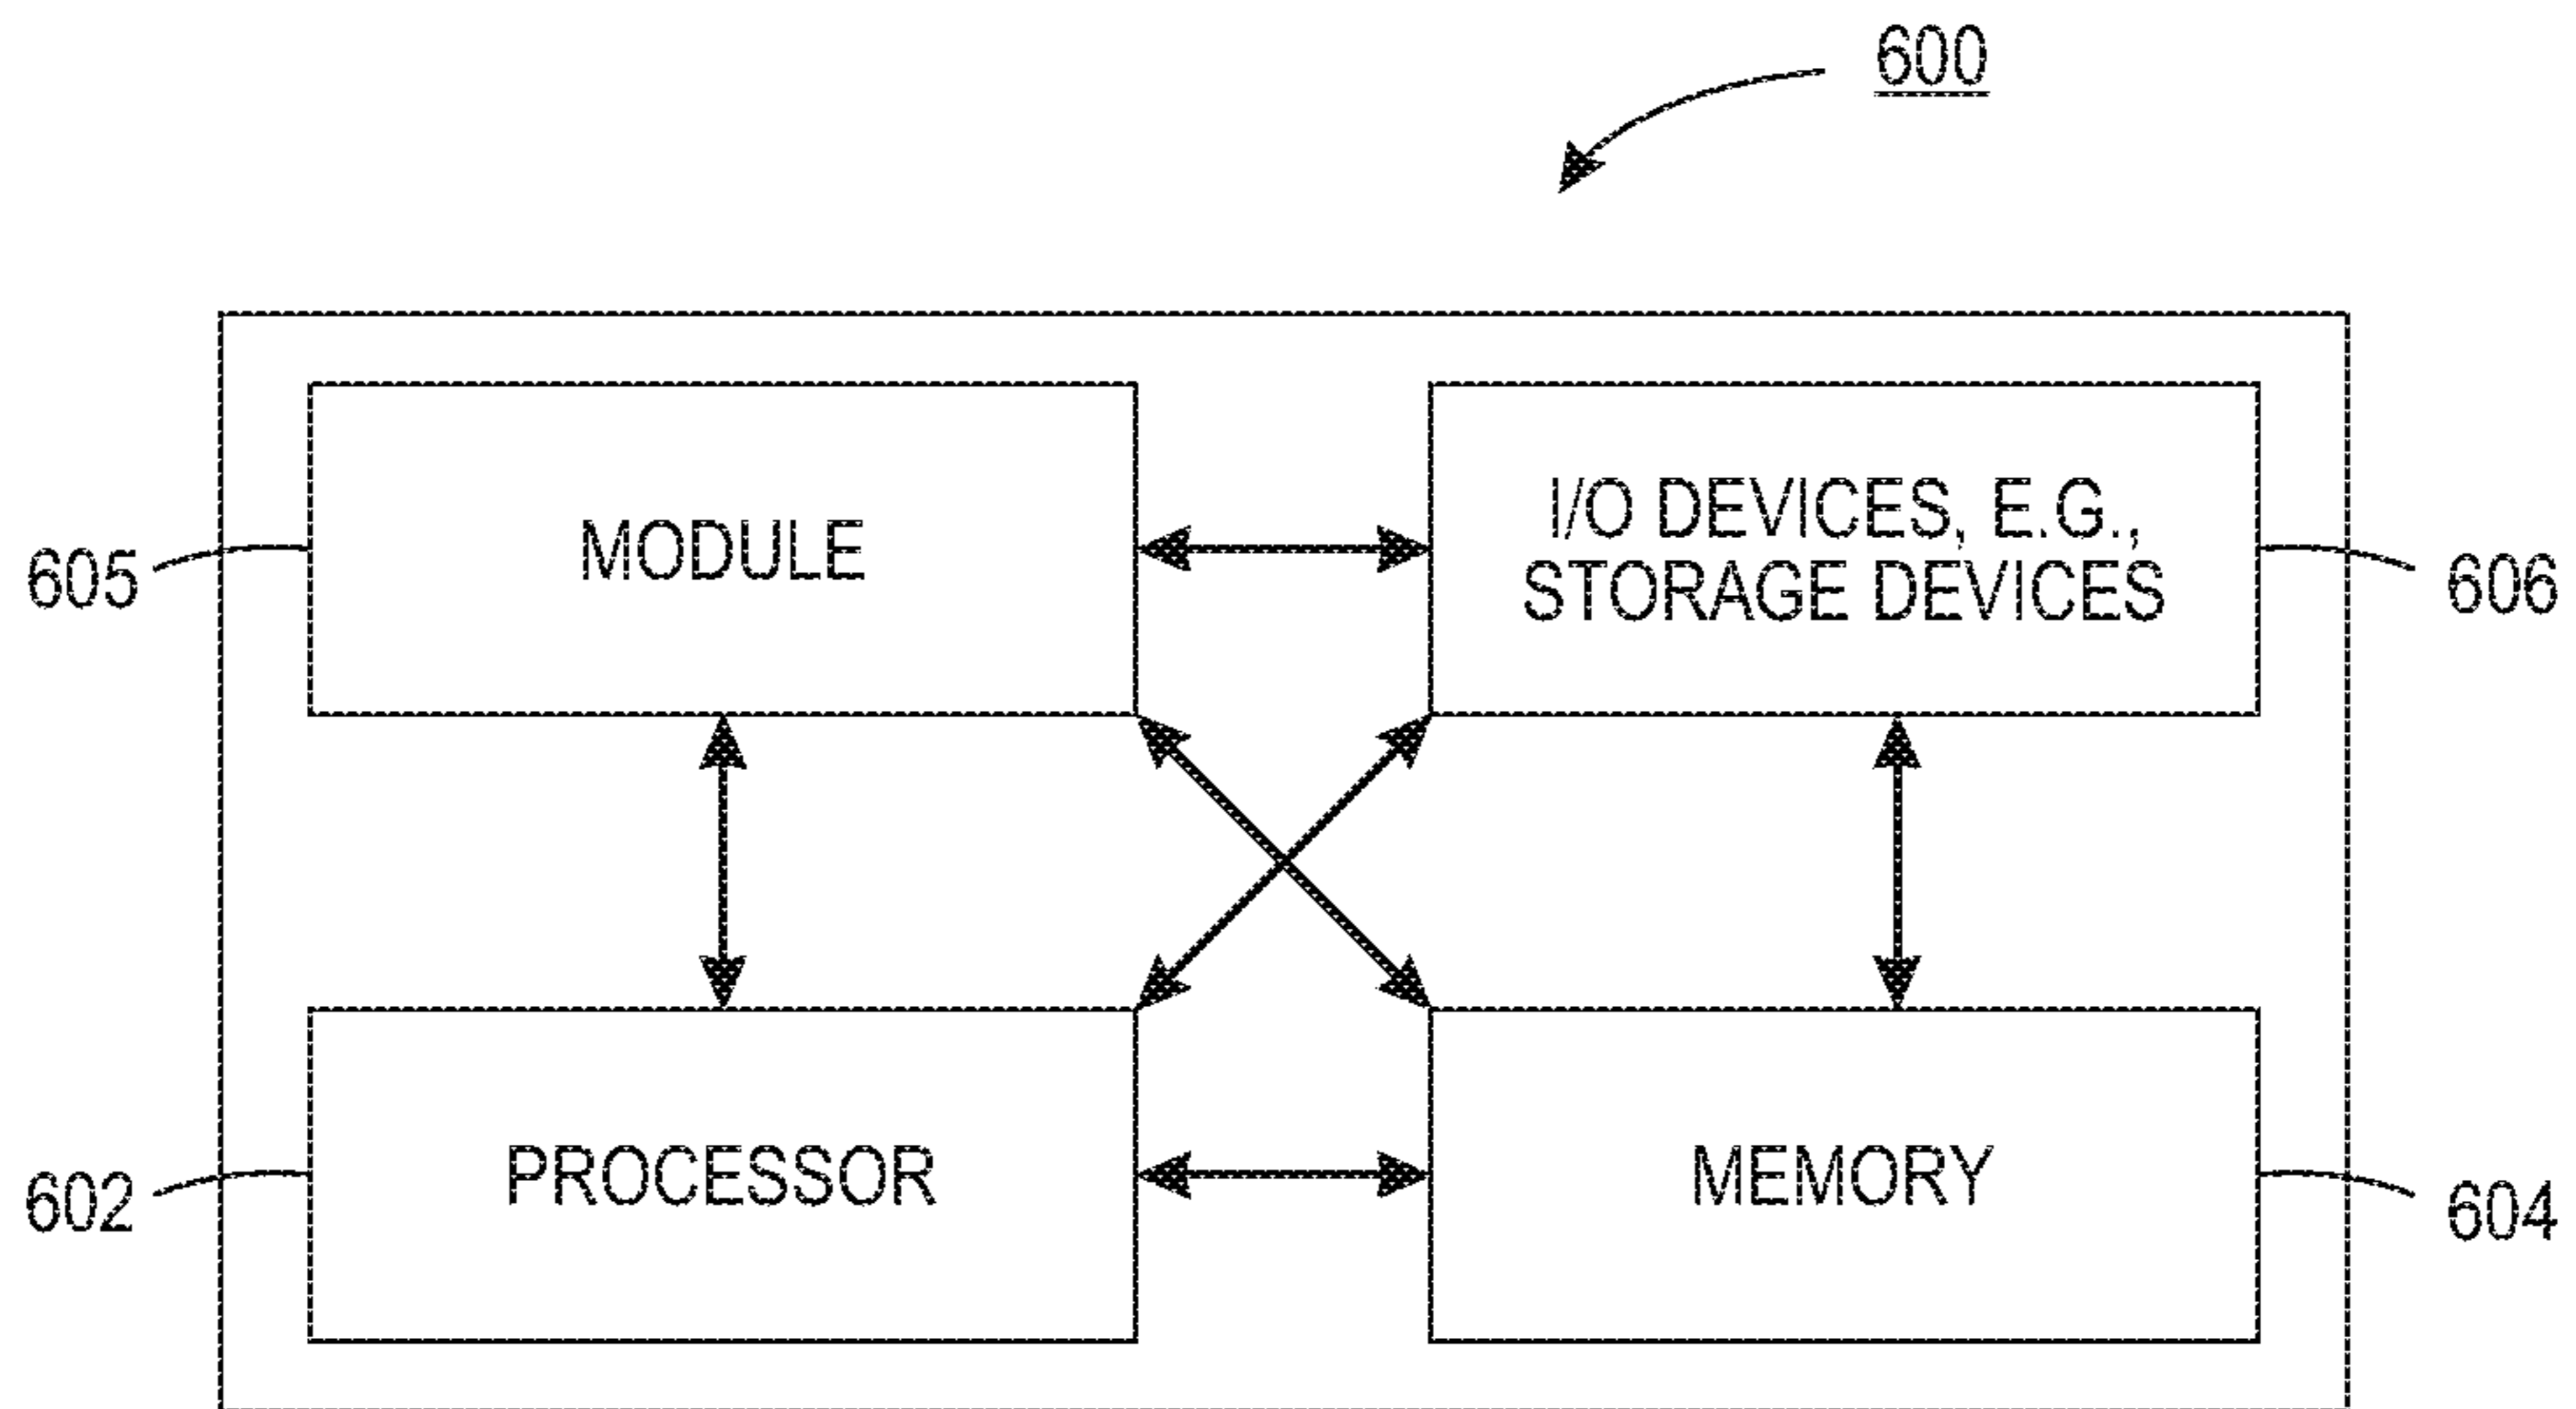 600
MODULE
I/O DEVICES, E.G.,
STORAGE DEVICES
605
606
PROCESSOR
MEMORY
602
604